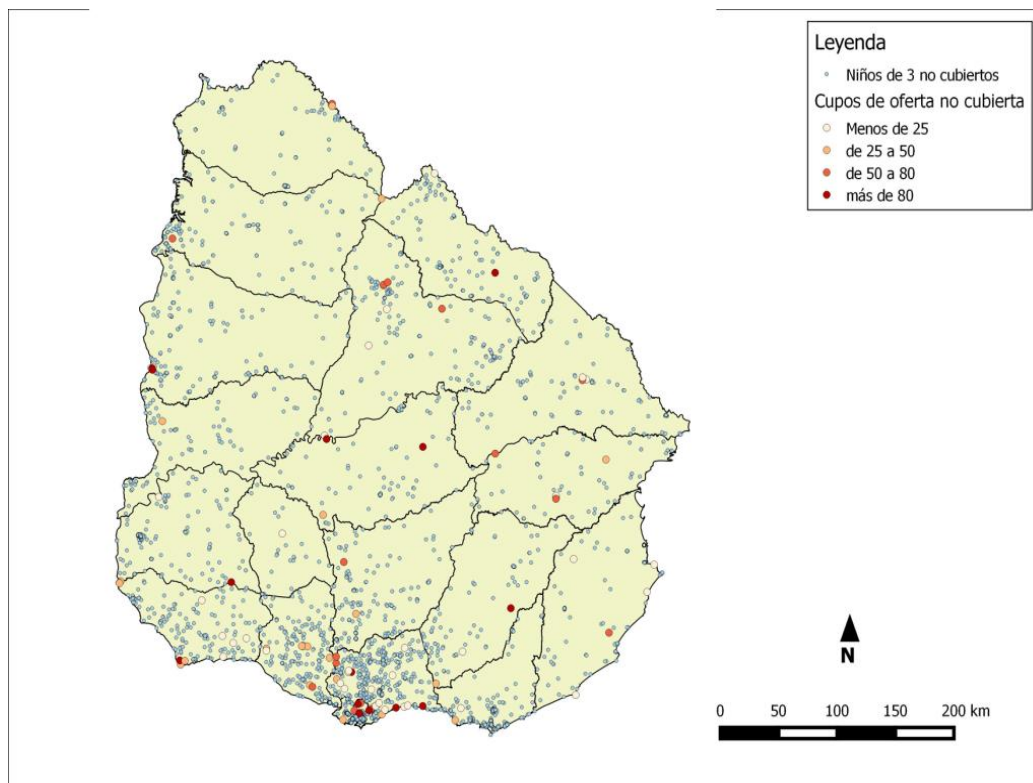 Leyenda
Niños de 3 no cubiertos
Cupos de oferta no cubierta
Menos de 25
de 25 a 50
de 50 a 80
más de 80
N
0 50 100 150 200 km